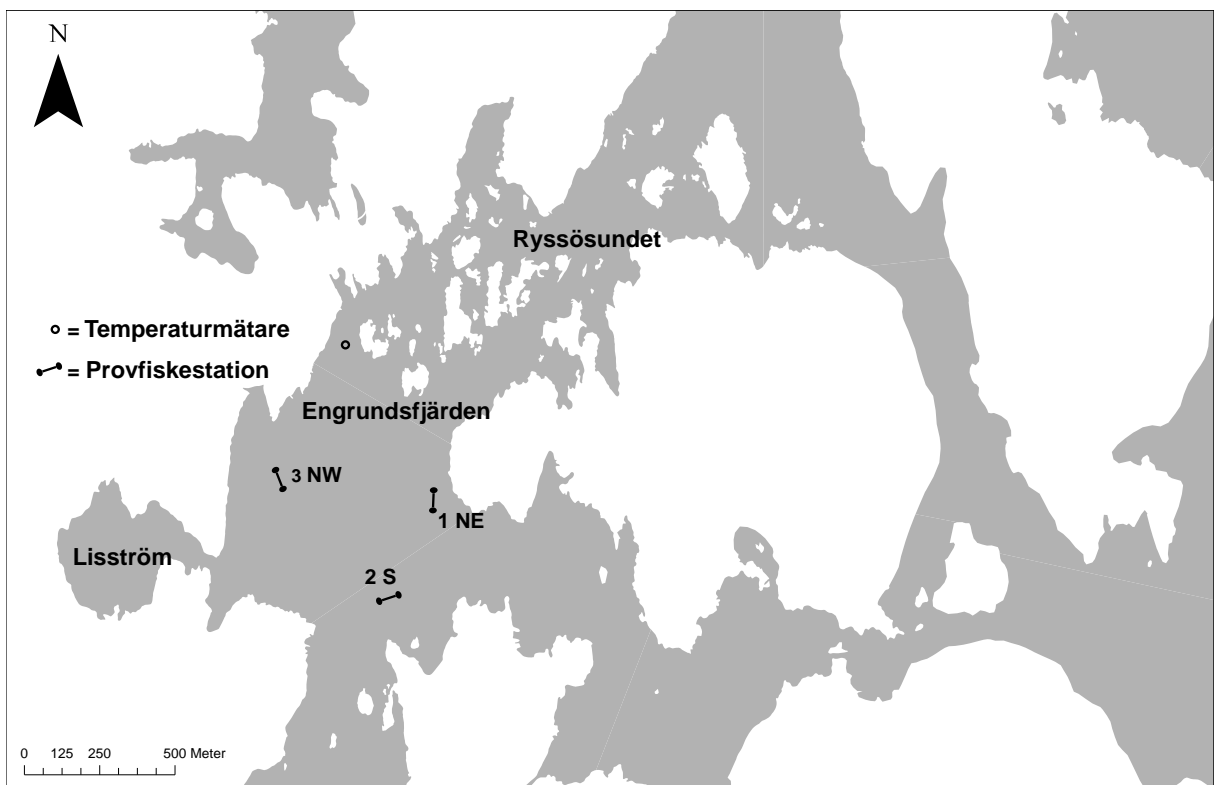 N
Ryssösundet
= Temperaturmätare
= Provfiskestation
Engrundsfjärden
3 NW
1 NE
Lisström
2 S
0 125 250 500 Meter